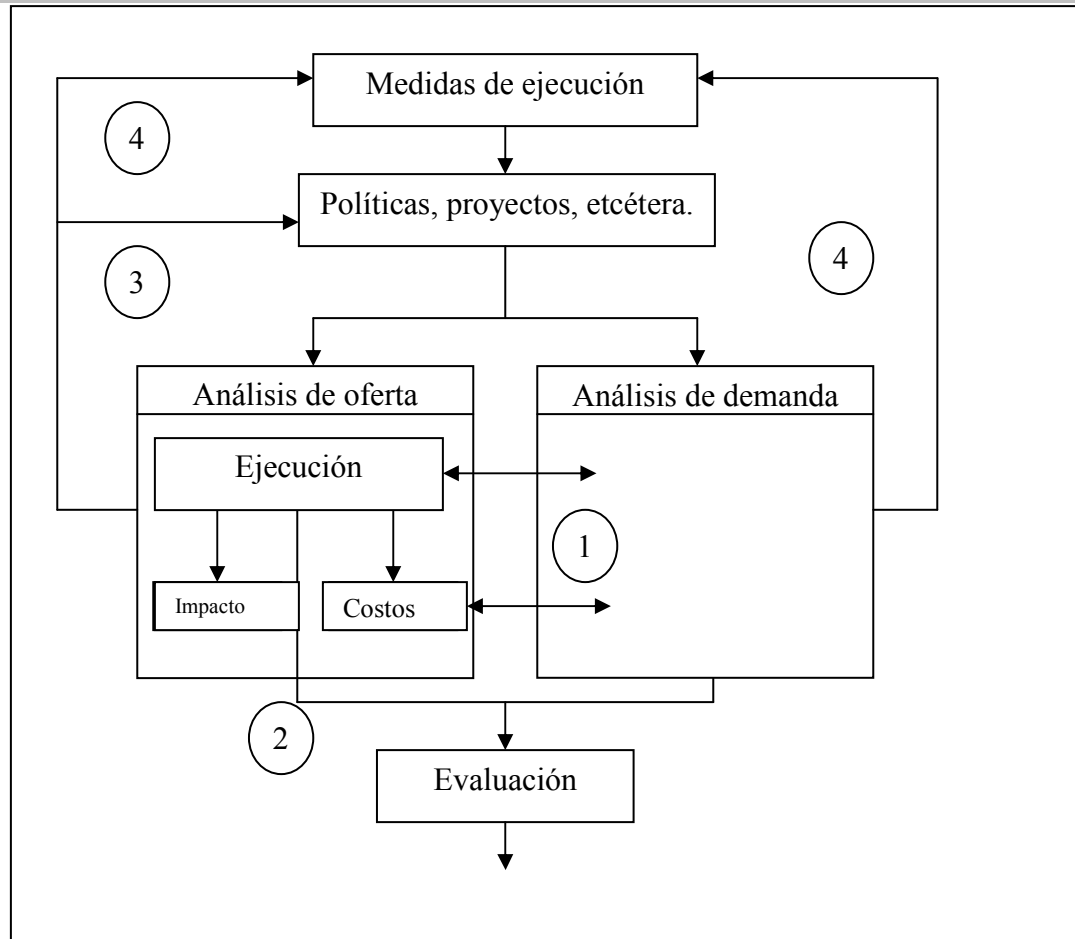 Medidas de ejecución
4
Políticas, proyectos, etcétera.
4
3
Análisis de oferta
Análisis de demanda
Ejecución
1
Impacto
Costos
2
Evaluación